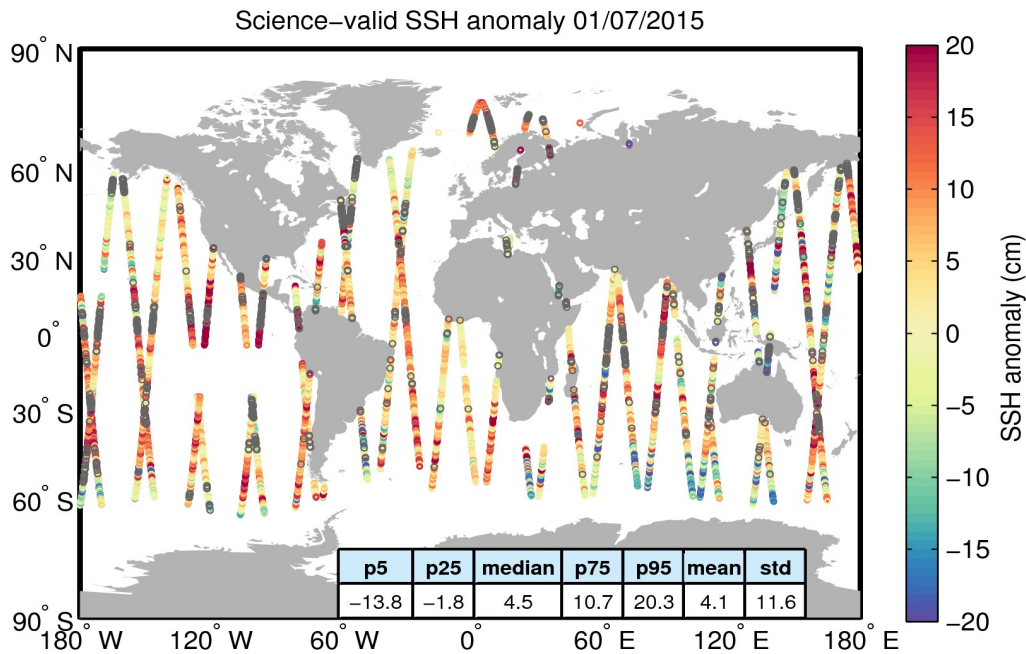 Science−valid SSH anomaly 01/07/2015
90° N
60° N
30° N
0°
30° S
60° S
90° S
180° W
120° W
60° W
0°
60° E
120° E
180° E
p5 p25 median p75 p95 mean std
−13.8 −1.8 4.5 10.7 20.3 4.1 11.6
20
15
10
5
0
−5
−10
−15
−20
SSH anomaly (cm)